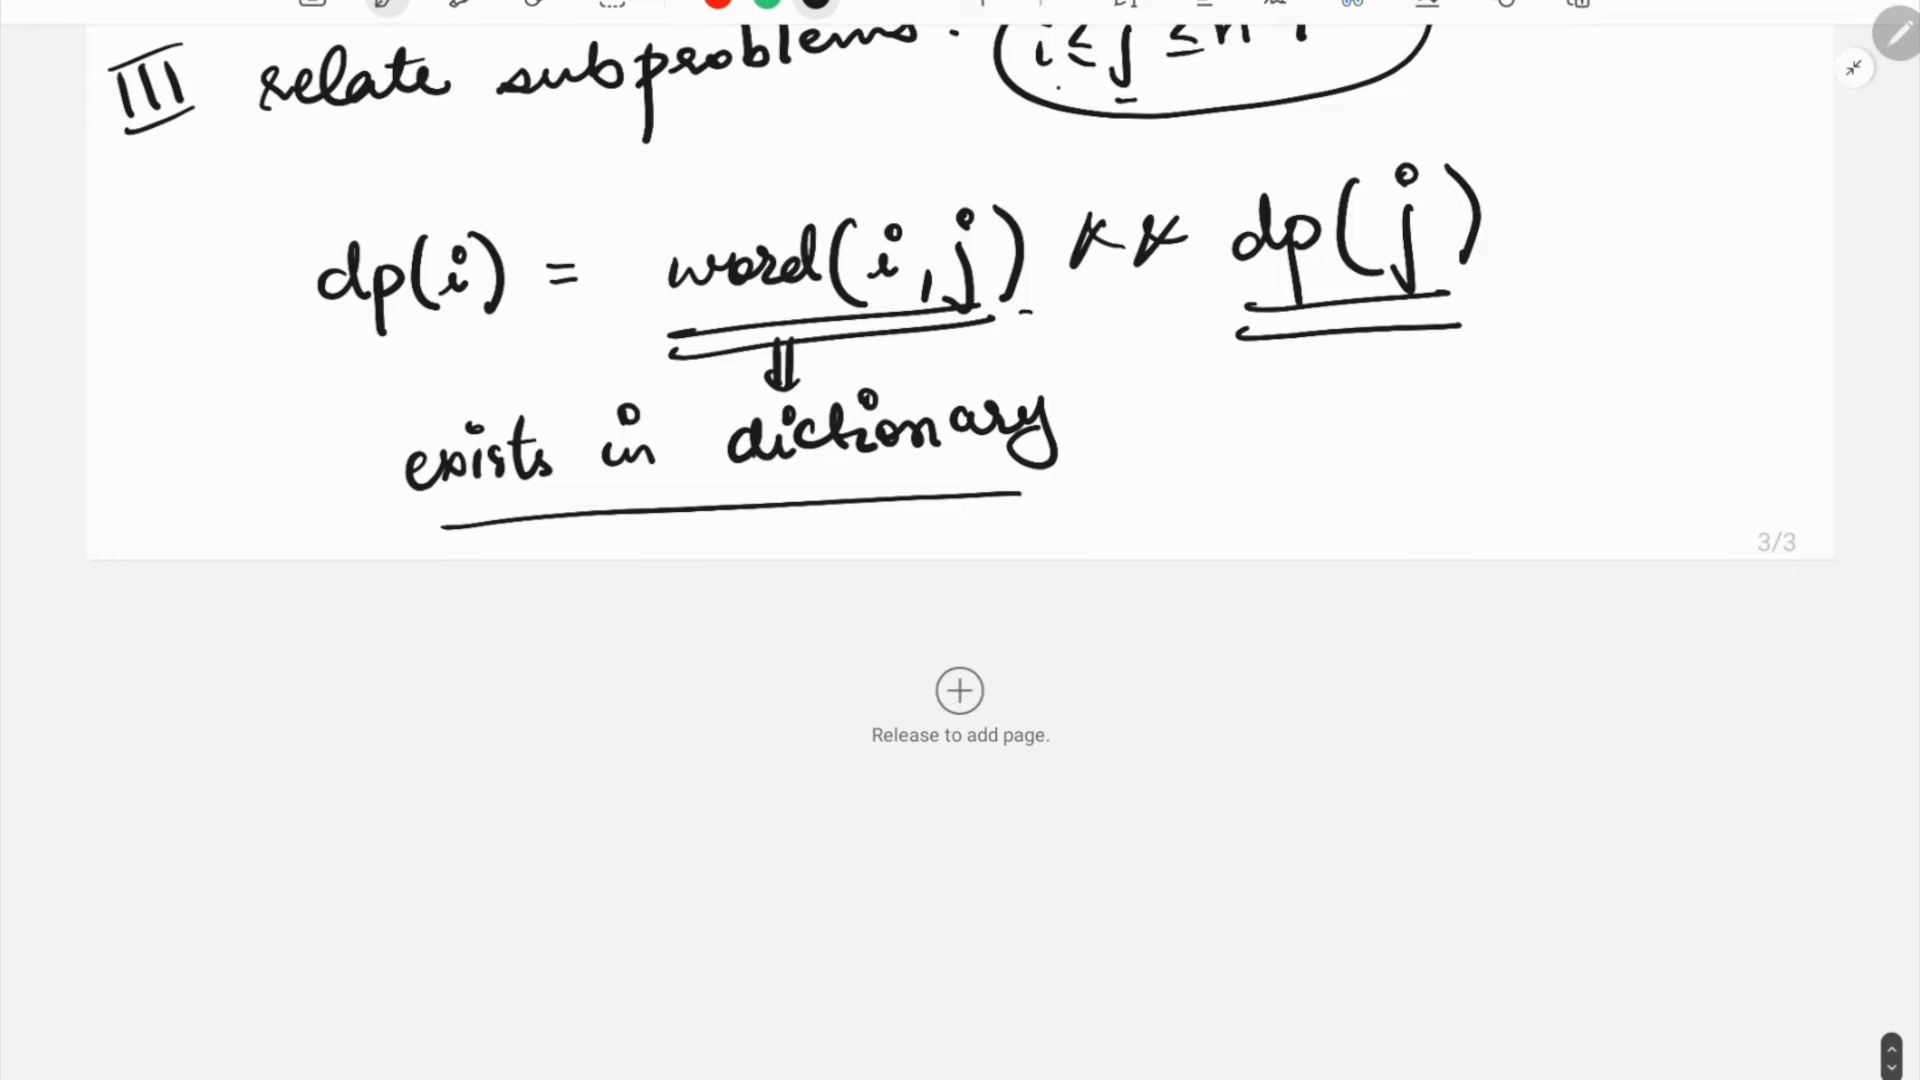 III relate subproblems. i ≤ j ≤ n
dp(i) = word(i,j) && dp(j)
exists in dictionary
3/3
Release to add page.